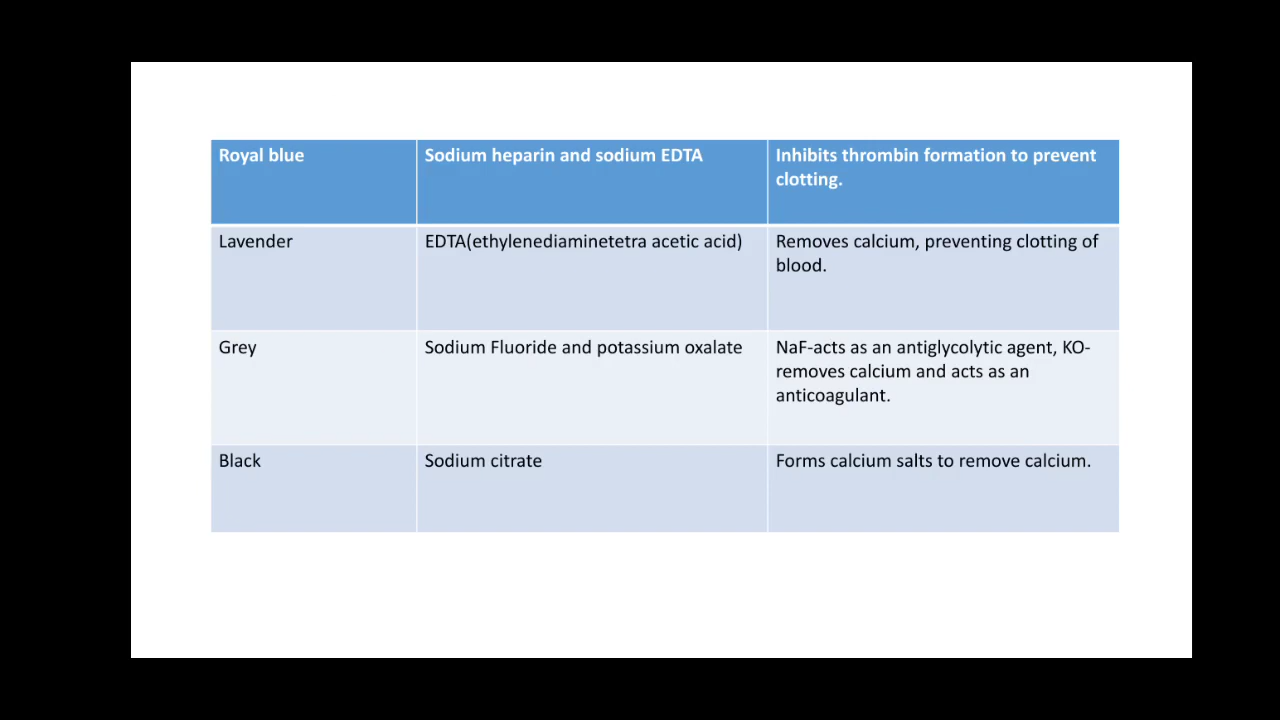 Royal blue
Sodium heparin and sodium EDTA
Inhibits thrombin formation to prevent
clotting.
Lavender
EDTA(ethylenediaminetetra acetic acid)
Removes calcium, preventing clotting of
blood.
Grey
Sodium Fluoride and potassium oxalate
NaF-acts as an antiglycolytic agent, KO-
removes calcium and acts as an
anticoagulant.
Black
Sodium citrate
Forms calcium salts to remove calcium.